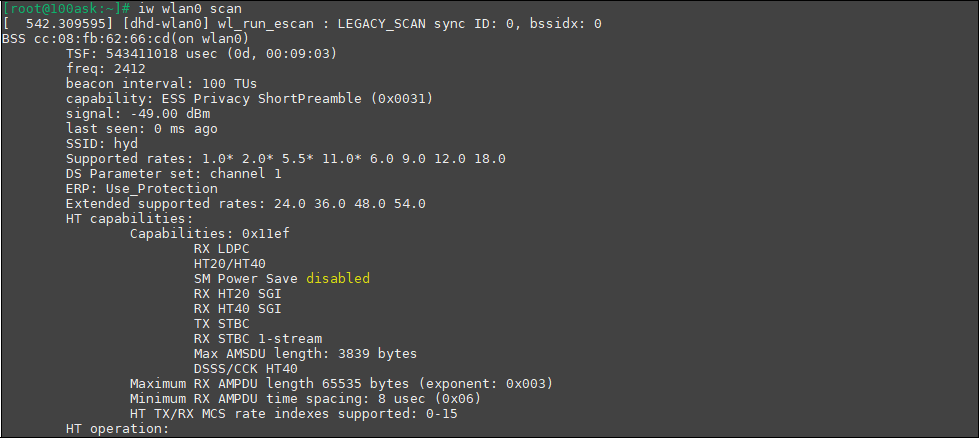 [root@100ask:~]# iw wlan0 scan
[  542.309595] [dhd-wlan0] wl_run_escan : LEGACY_SCAN sync ID: 0, bssidx: 0
BSS cc:08:fb:62:66:cd(on wlan0)
TSF: 543411018 usec (0d, 00:09:03)
freq: 2412
beacon interval: 100 TUs
capability: ESS Privacy ShortPreamble (0x0031)
signal: -49.00 dBm
last seen: 0 ms ago
SSID: hyd
Supported rates: 1.0* 2.0* 5.5* 11.0* 6.0 9.0 12.0 18.0
DS Parameter set: channel 1
ERP: Use_Protection
Extended supported rates: 24.0 36.0 48.0 54.0
HT capabilities:
Capabilities: 0x11ef
RX LDPC
HT20/HT40
SM Power Save disabled
RX HT20 SGI
RX HT40 SGI
TX STBC
RX STBC 1-stream
Max AMSDU length: 3839 bytes
DSSS/CCK HT40
Maximum RX AMPDU length 65535 bytes (exponent: 0x003)
Minimum RX AMPDU time spacing: 8 usec (0x06)
HT TX/RX MCS rate indexes supported: 0-15
HT operation: